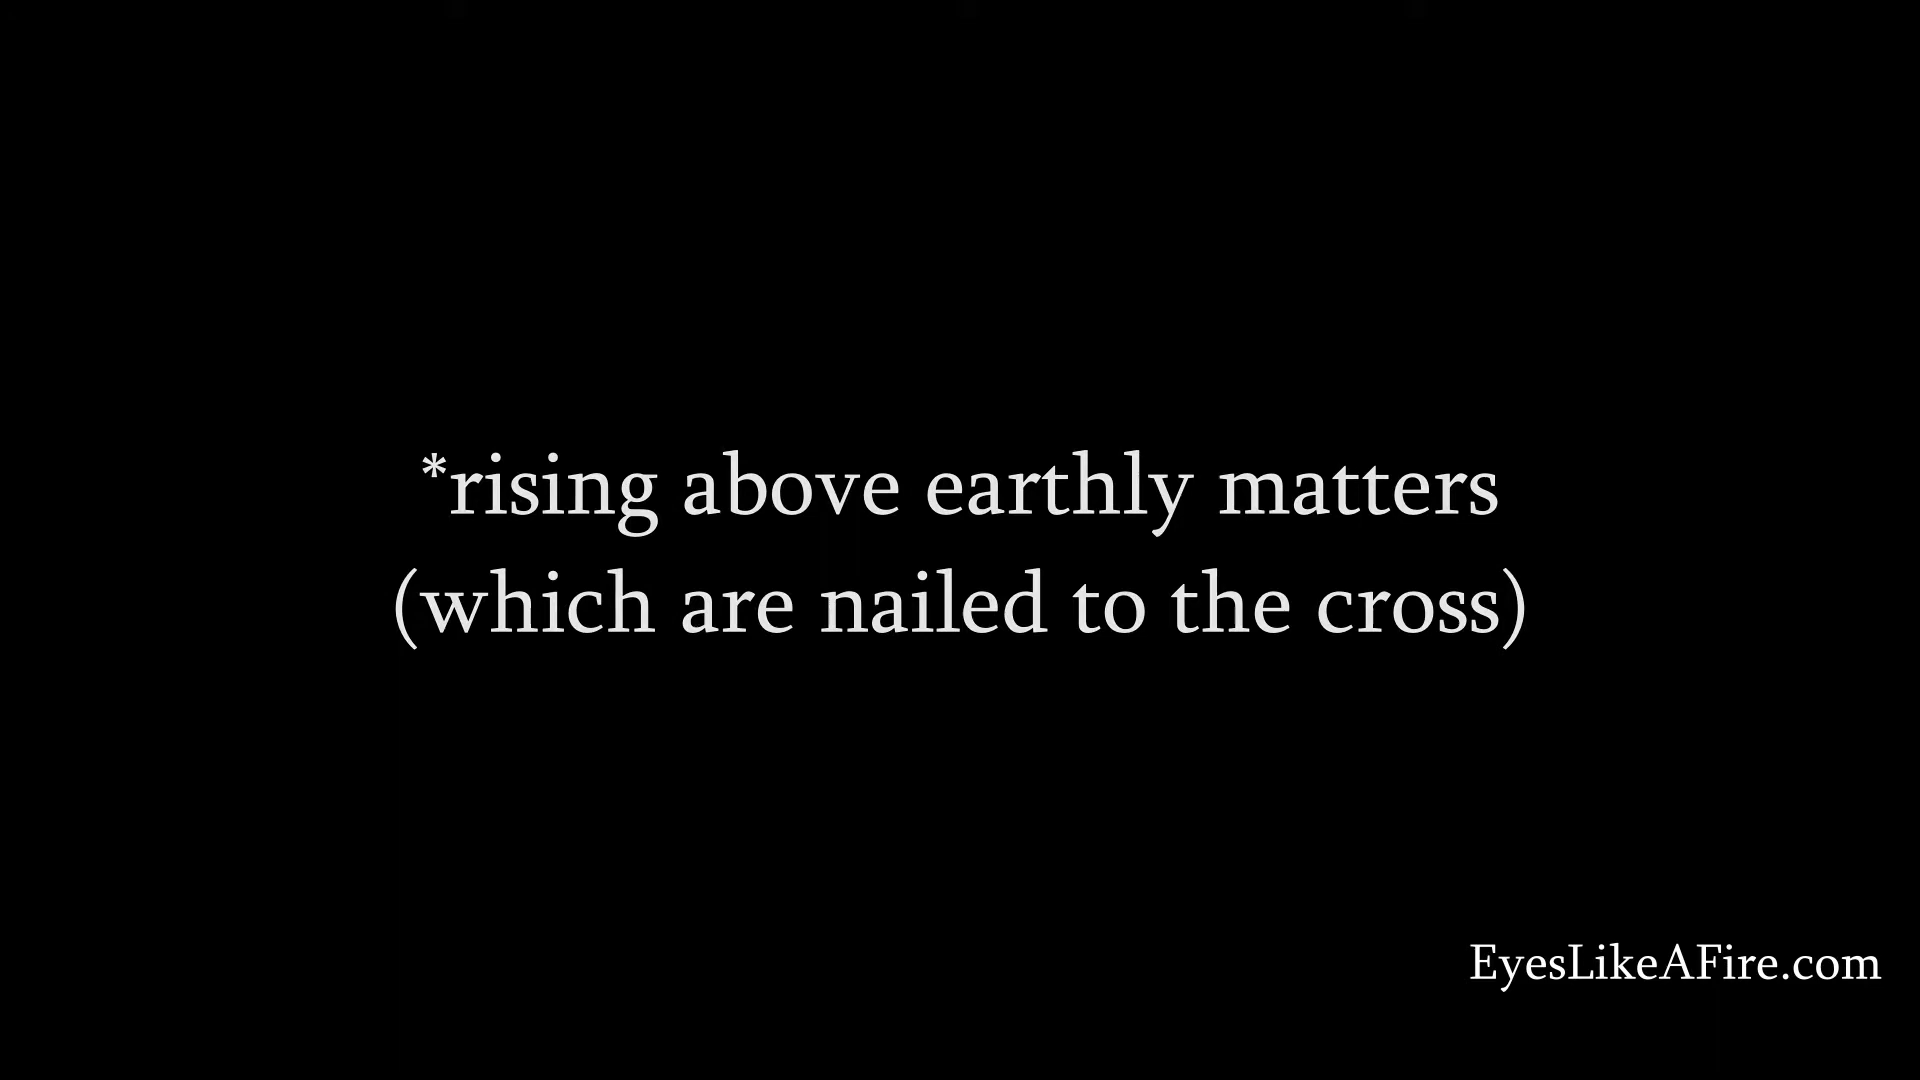 *rising above earthly matters
(which are nailed to the cross)
EyesLikeAFire.com